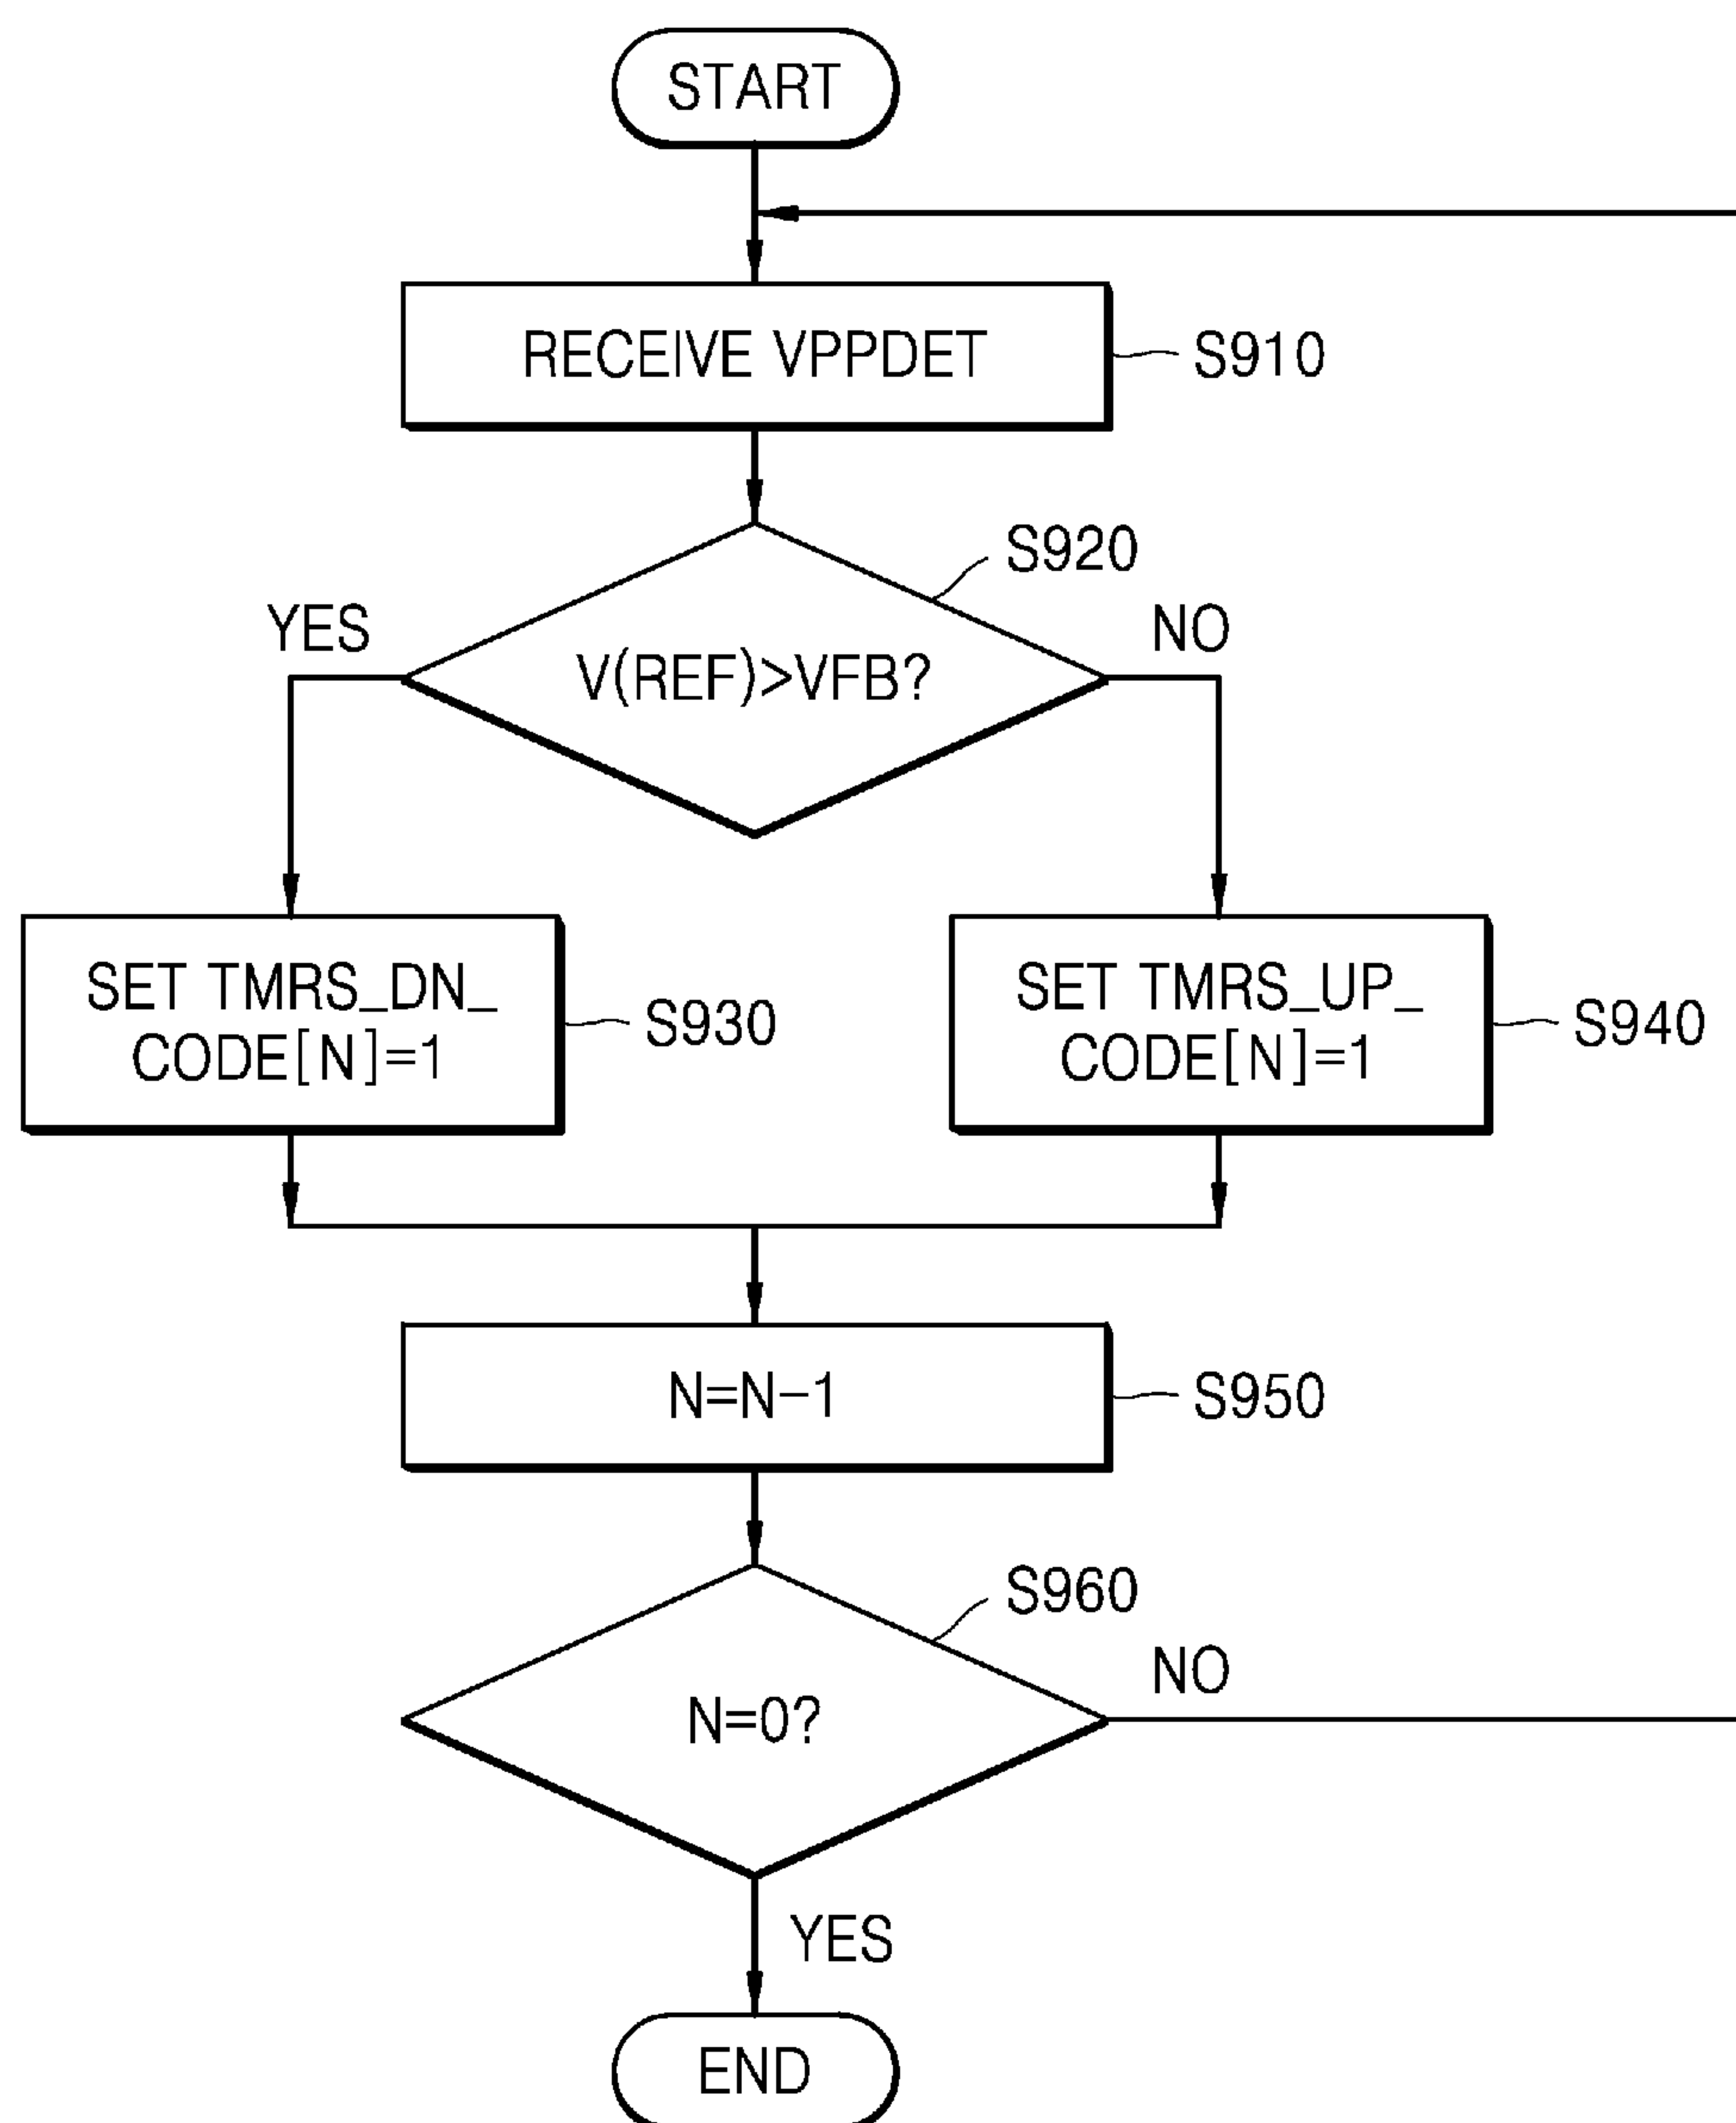 START
RECEIVE VPPDET
S910
S920
YES
NO
V(REF)>VFB?
SET TMRS_DN_
CODE[N]=1
S930
SET TMRS_UP_
CODE[N]=1
S940
N=N-1
S950
S960
NO
N=0?
YES
END